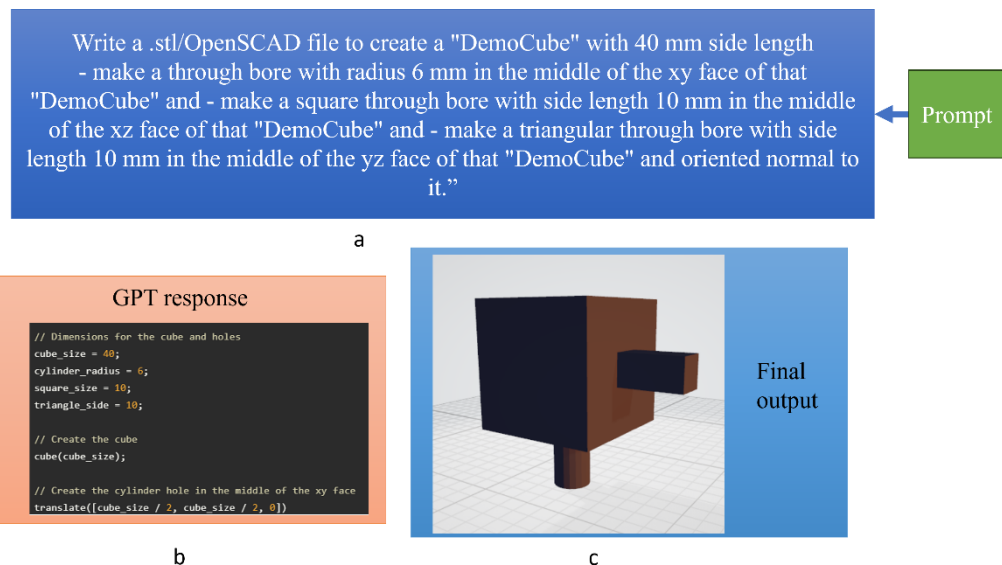 Write a .stl/OpenSCAD file to create a "DemoCube" with 40 mm side length
- make a through bore with radius 6 mm in the middle of the xy face of that
"DemoCube" and - make a square through bore with side length 10 mm in the middle
of the xz face of that "DemoCube" and - make a triangular through bore with side
length 10 mm in the middle of the yz face of that "DemoCube" and oriented normal to
it.”
Prompt
a
GPT response
// Dimensions for the cube and holes
cube_size = 40;
cylinder_radius = 6;
square_size = 10;
triangle_side = 10;
// Create the cube
cube(cube_size);
// Create the cylinder hole in the middle of the xy face
translate([cube_size / 2, cube_size / 2, 0])
b
Final
output
c